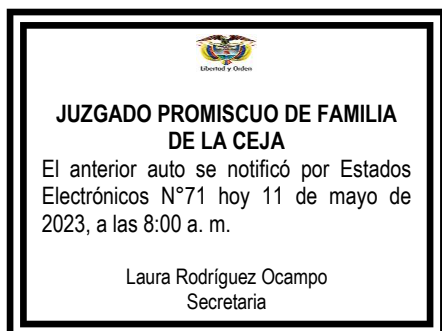 Libertad y Orden
JUZGADO PROMISCUO DE FAMILIA
DE LA CEJA
El anterior auto se notificó por Estados
Electrónicos N°71 hoy 11 de mayo de
2023, a las 8:00 a. m.
Laura Rodríguez Ocampo
Secretaria